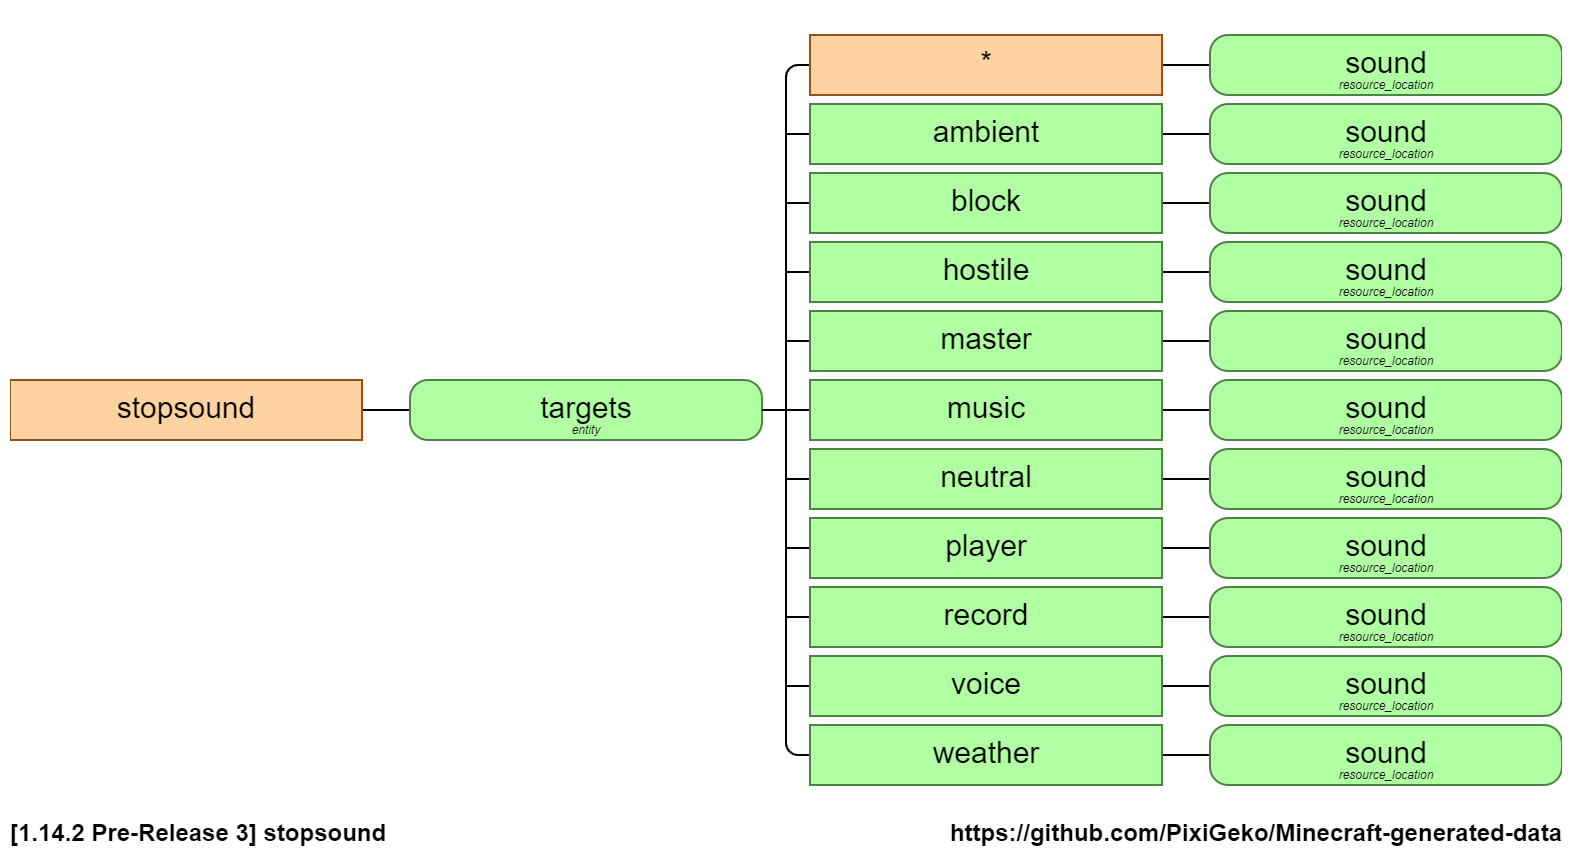 *
sound
resource_location
ambient
sound
resource_location
block
sound
resource_location
hostile
sound
resource_location
master
sound
resource_location
stopsound
targets
entity
music
sound
resource_location
neutral
sound
resource_location
player
sound
resource_location
record
sound
resource_location
voice
sound
resource_location
weather
sound
resource_location
[1.14.2 Pre-Release 3] stopsound
https://github.com/PixiGeko/Minecraft-generated-data